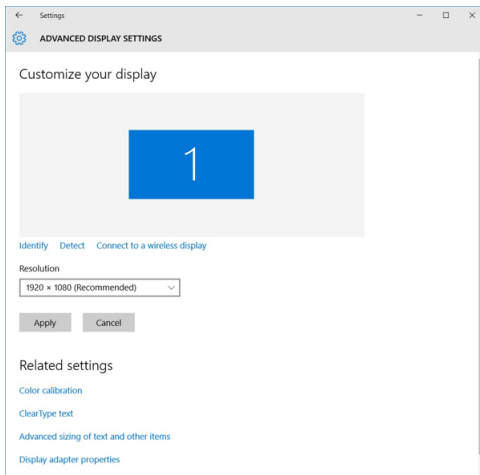 Settings
ADVANCED DISPLAY SETTINGS
Customize your display
1
Identify Detect Connect to a wireless display
Resolution
1920 × 1080 (Recommended)
Apply Cancel
Related settings
Color calibration
ClearType text
Advanced sizing of text and other items
Display adapter properties